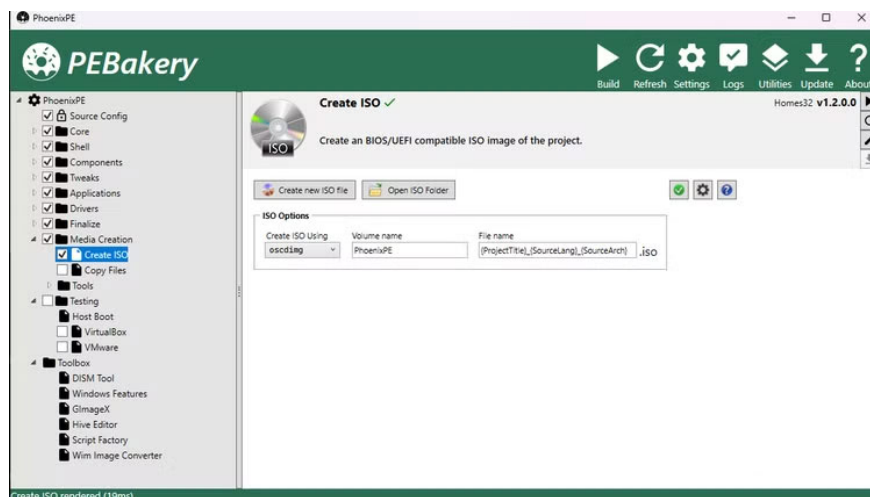 PhoenixPE
PEBakery
Build Refresh Settings Logs Utilities Update About
PhoenixPE
Source Config
Core
Shell
Components
Tweaks
Applications
Drivers
Finalize
Media Creation
Create ISO
Copy Files
Tools
Testing
Host Boot
VirtualBox
VMware
Toolbox
DISM Tool
Windows Features
GImageX
Hive Editor
Script Factory
Wim Image Converter
ISO
Create ISO
Homes32 v1.2.0.0
Create an BIOS/UEFI compatible ISO image of the project.
Create new ISO file Open ISO Folder
ISO Options
Create ISO Using Volume name File name
oscdimg PhoenixPE {ProjectTitle}_{SourceLang}_{SourceArch} .iso
Create ISO rendered (19ms)